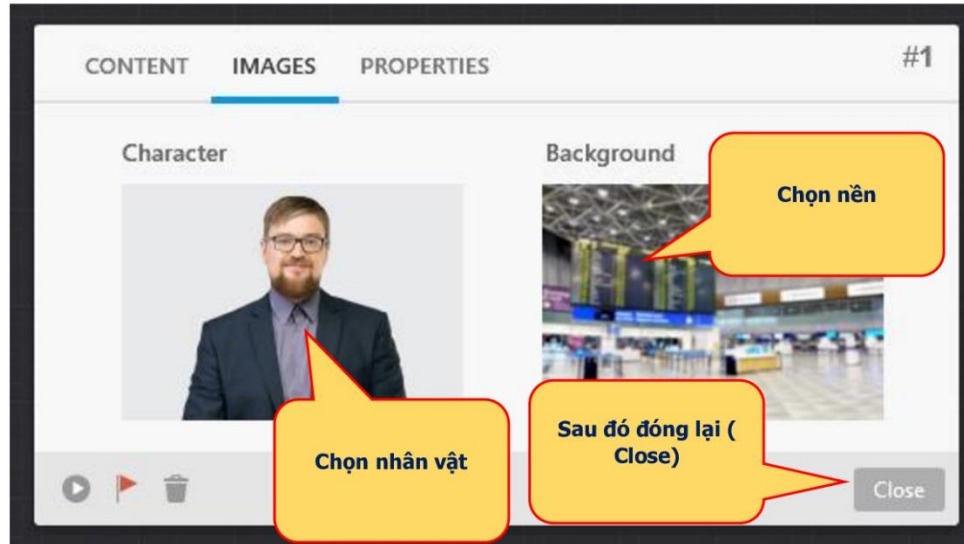 CONTENT IMAGES PROPERTIES #1
Character
Background
Chọn nền
Chọn nhân vật
Sau đó đóng lại (
Close)
Close